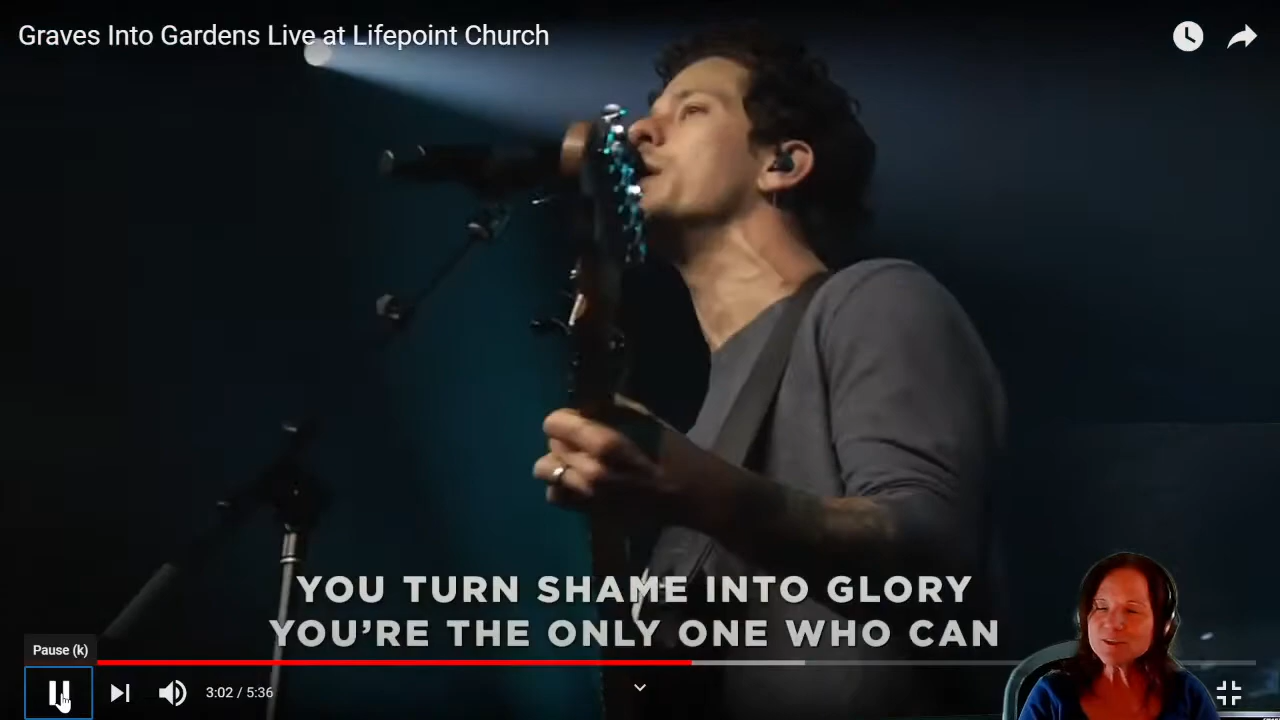 Graves Into Gardens Live at Lifepoint Church
YOU TURN SHAME INTO GLORY
YOU'RE THE ONLY ONE WHO CAN
Pause (k)
3:02 / 5:36